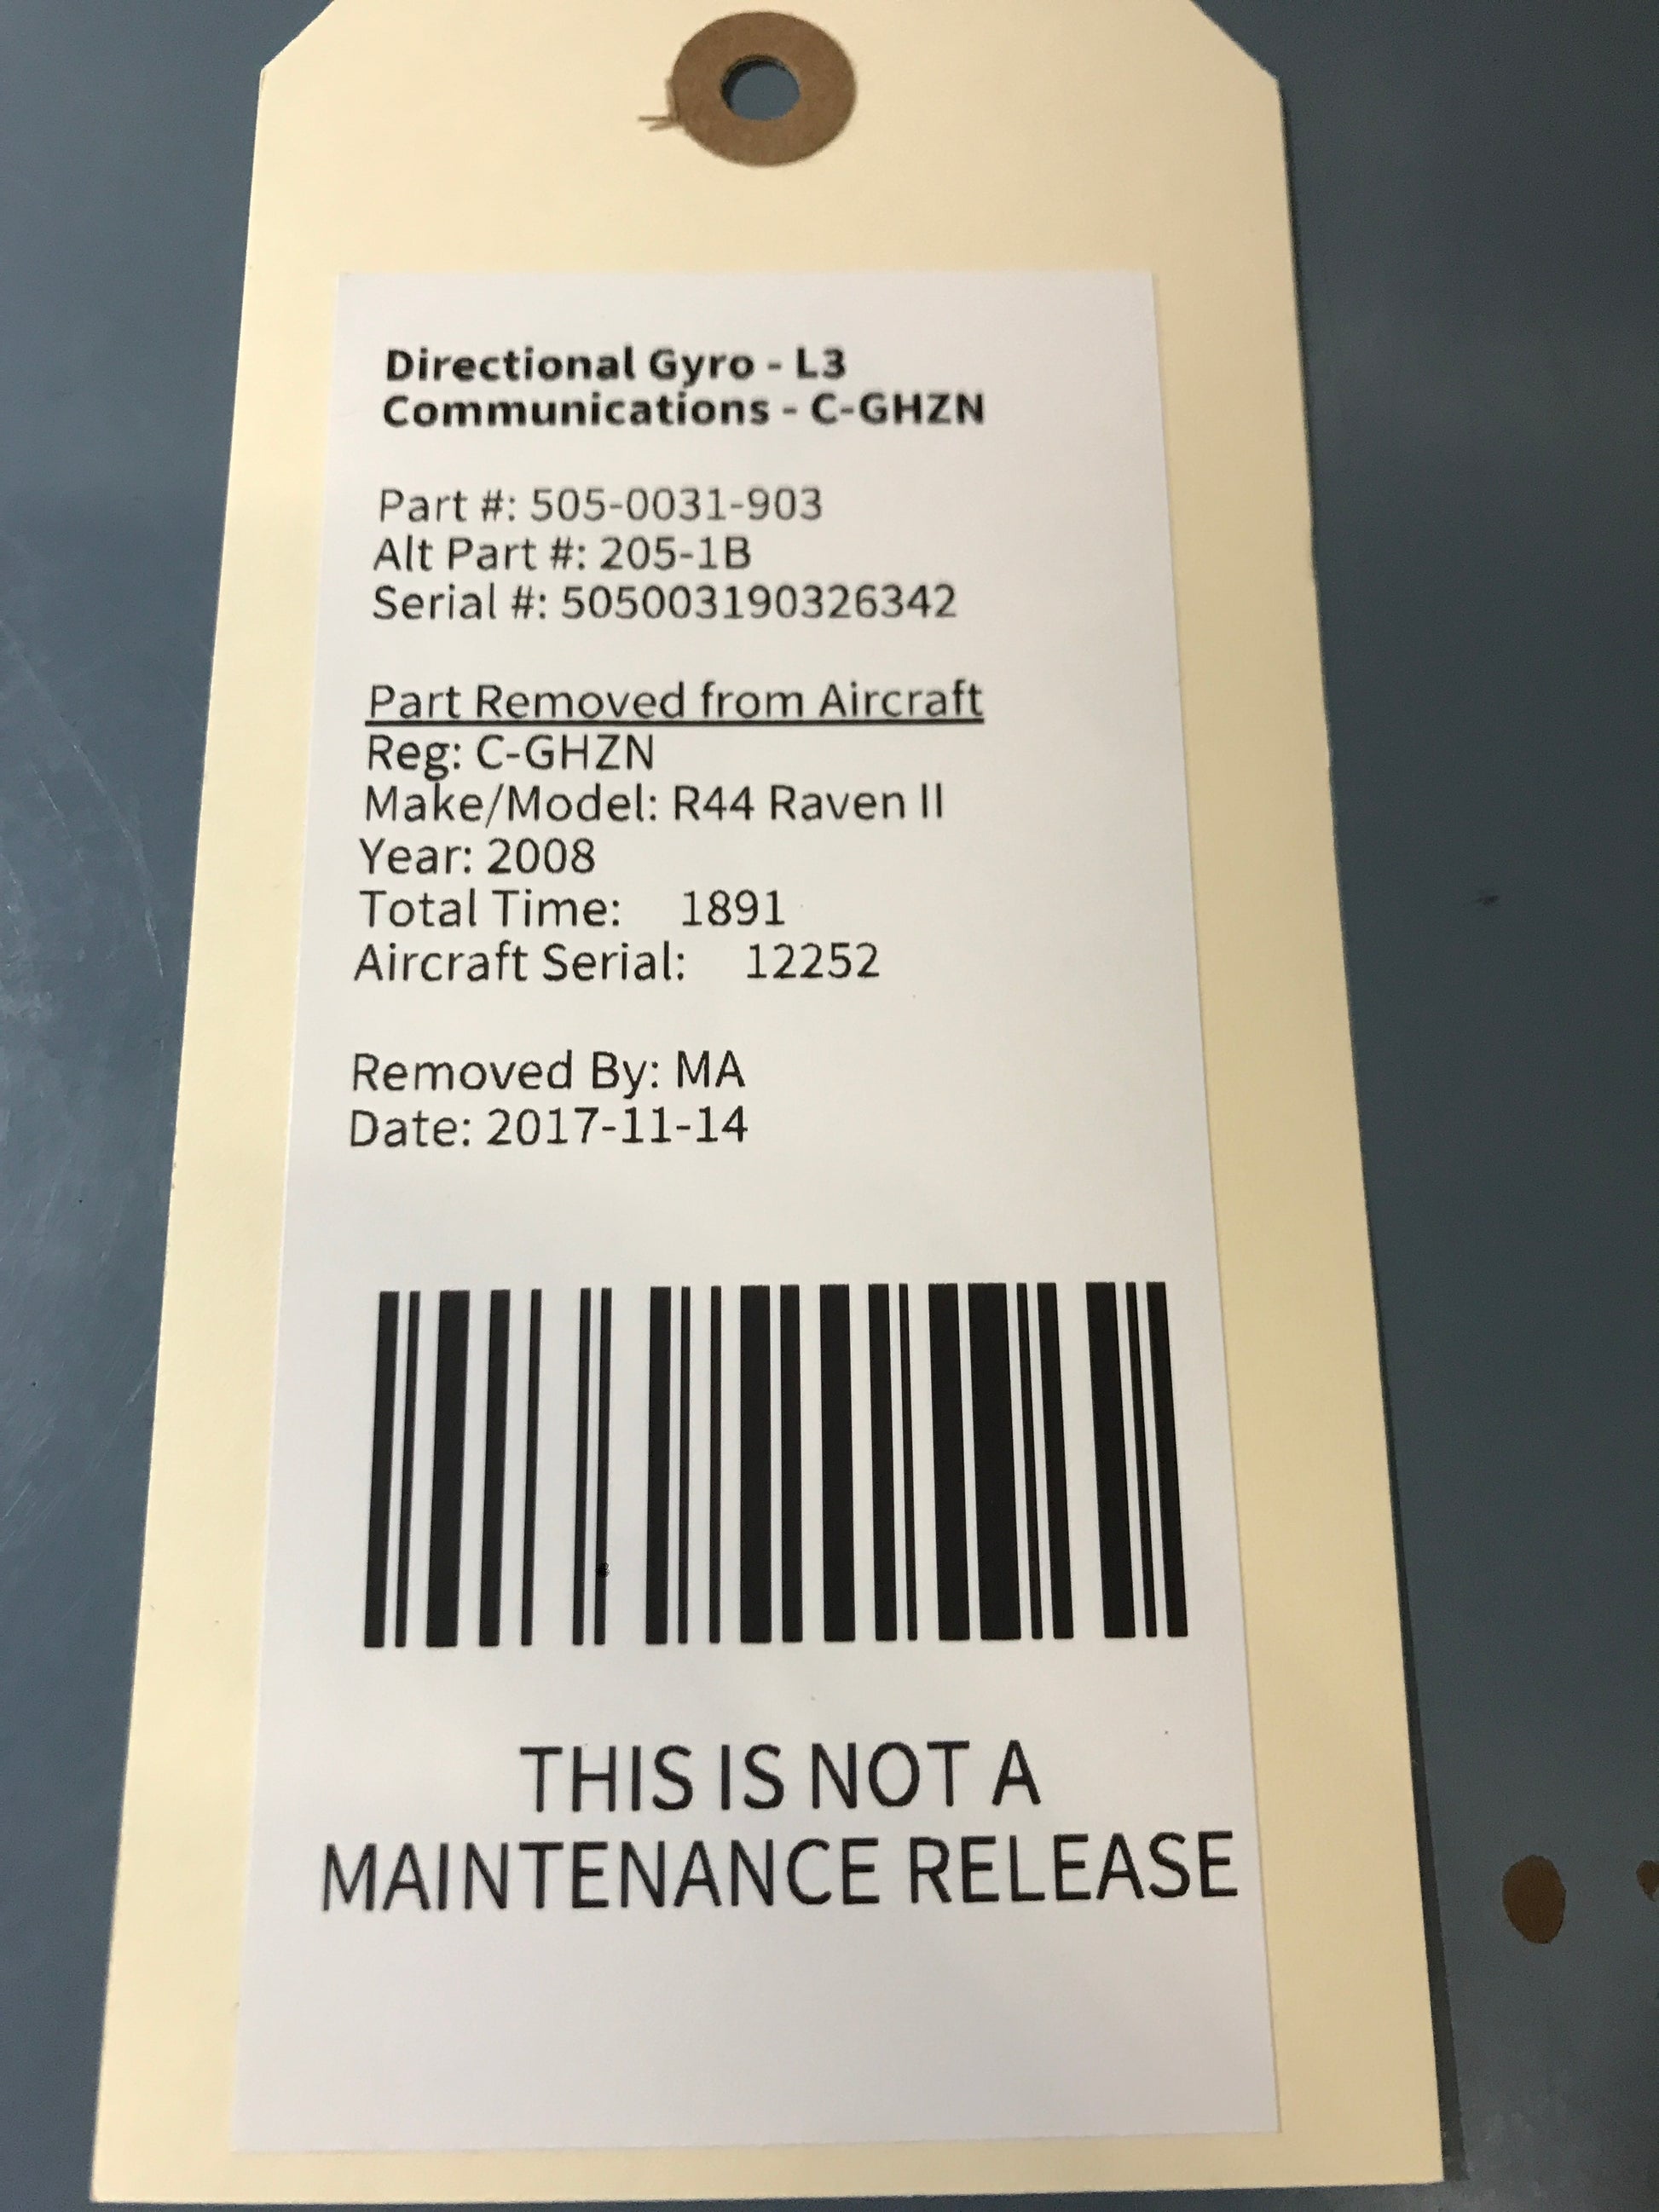 Directional Gyro - L3
Communications - C-GHZN
Part #: 505-0031-903
Alt Part #: 205-1B
Serial #: 505003190326342
Part Removed from Aircraft
Reg: C-GHZN
Make/Model: R44 Raven II
Year: 2008
Total Time: 1891
Aircraft Serial: 12252
Removed By: MA
Date: 2017-11-14
THIS IS NOT A
MAINTENANCE RELEASE